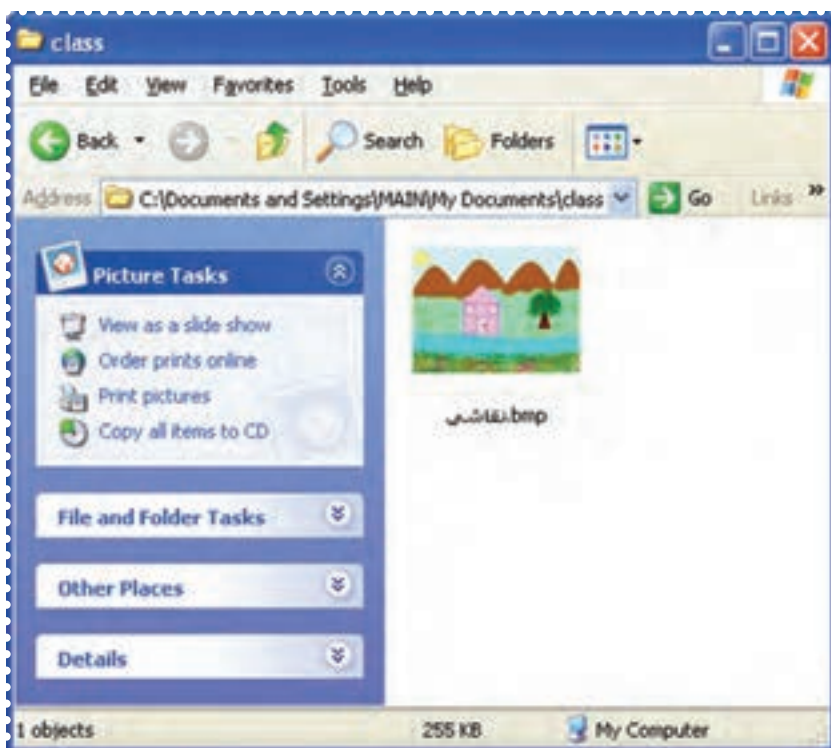 class
File Edit View Favorites Tools Help
Back Search Folders
Address C:\Documents and Settings\MAIN\My Documents\class Go Links »
Picture Tasks
View as a slide show
Order prints online
Print pictures
Copy all items to CD
نقاشی.bmp
File and Folder Tasks
Other Places
Details
1 objects 255 KB My Computer